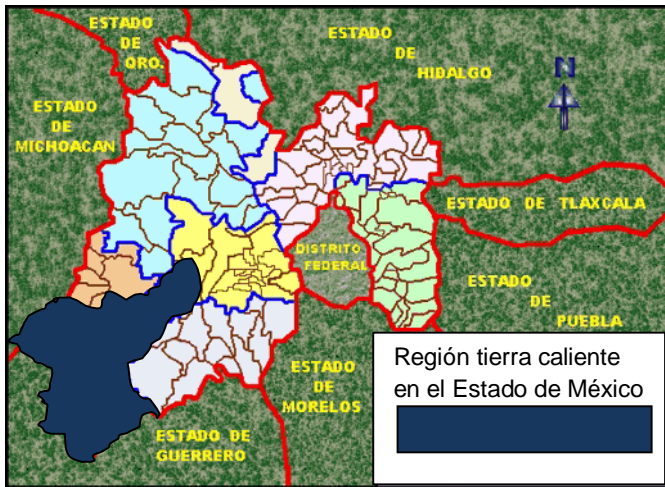 ESTADO
DE
QRO.
ESTADO
DE
HIDALGO
N
ESTADO
DE
MICHOACAN
ESTADO DE TLAXCALA
DISTRITO
FEDERAL
ESTADO
DE
PUEBLA
ESTADO
DE
MORELOS
ESTADO DE
GUERRERO
Región tierra caliente
en el Estado de México